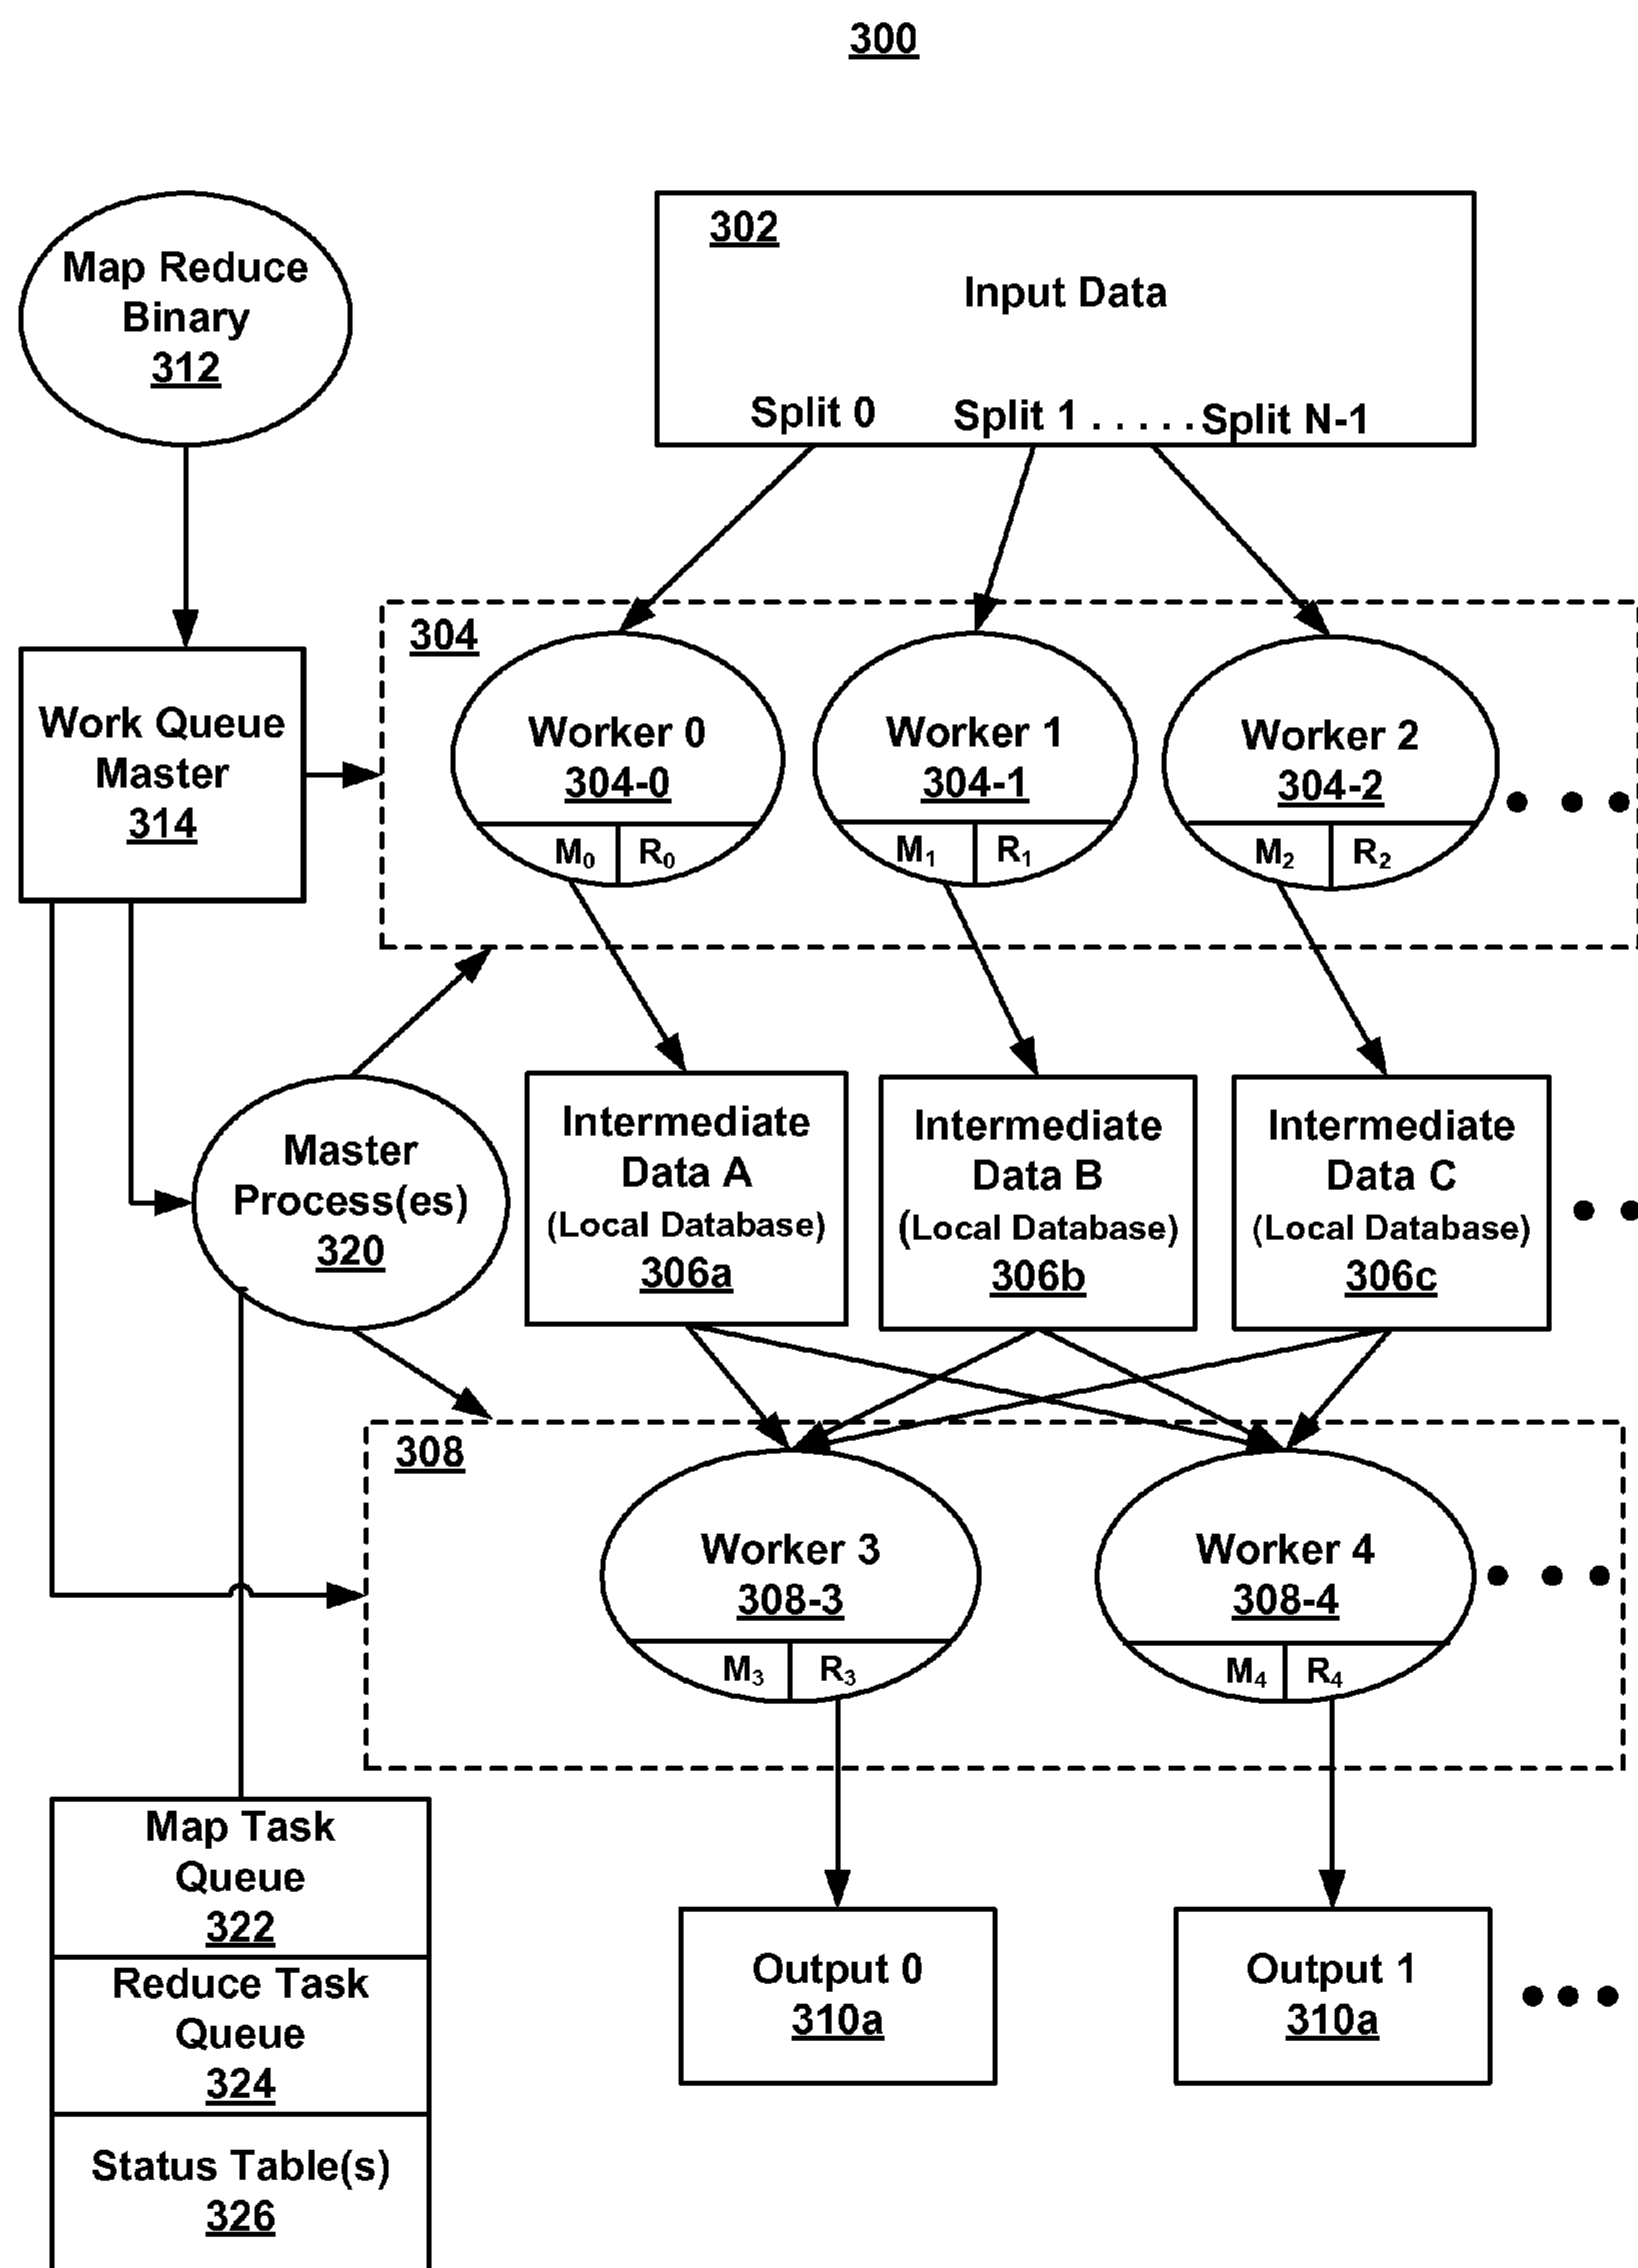 300
Map Reduce
Binary
312
302
Input Data
Split 0 Split 1 . . . . . Split N-1
304
Work Queue
Master
314
Worker 0
304-0
M₀ R₀
Worker 1
304-1
M₁ R₁
Worker 2
304-2
M₂ R₂
Master
Process(es)
320
Intermediate
Data A
(Local Database)
306a
Intermediate
Data B
(Local Database)
306b
Intermediate
Data C
(Local Database)
306c
308
Worker 3
308-3
M₃ R₃
Worker 4
308-4
M₄ R₄
Map Task
Queue
322
Reduce Task
Queue
324
Status Table(s)
326
Output 0
310a
Output 1
310a